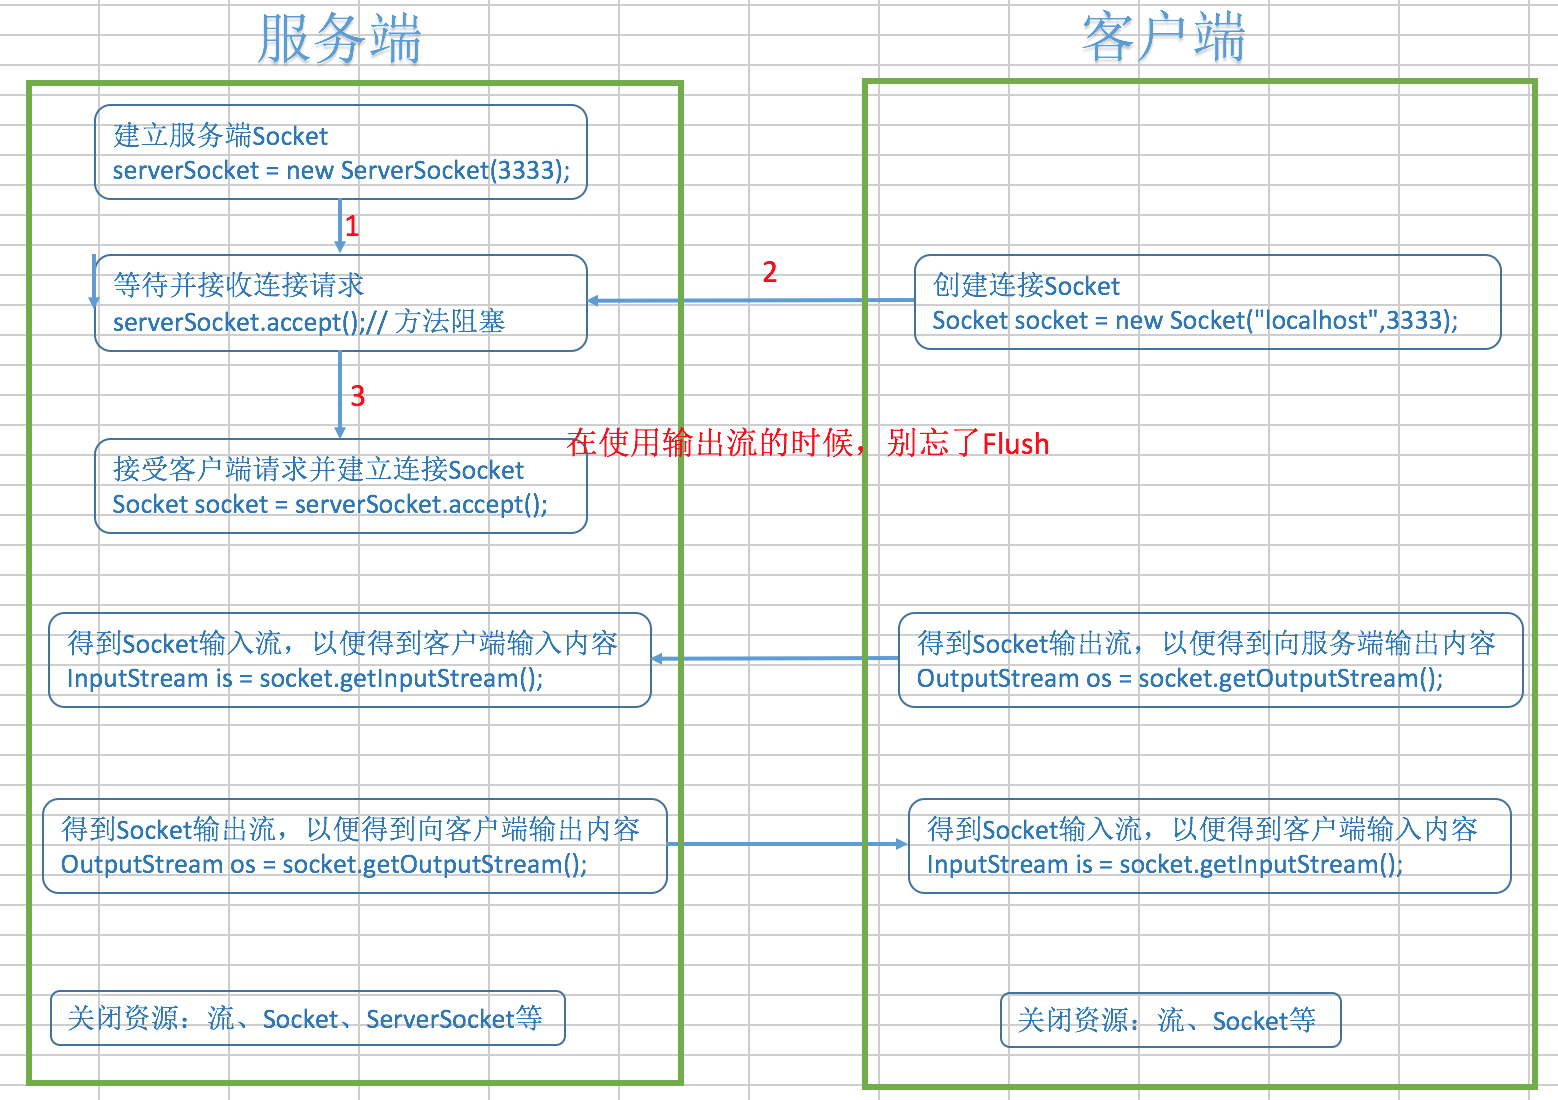 服务端
客户端
建立服务端Socket
serverSocket = new ServerSocket(3333);
1
等待并接收连接请求
serverSocket.accept();// 方法阻塞
2
创建连接Socket
Socket socket = new Socket("localhost",3333);
3
在使用输出流的时候，别忘了Flush
接受客户端请求并建立连接Socket
Socket socket = serverSocket.accept();
得到Socket输入流，以便得到客户端输入内容
InputStream is = socket.getInputStream();
得到Socket输出流，以便得到向服务端输出内容
OutputStream os = socket.getOutputStream();
得到Socket输出流，以便得到向客户端输出内容
OutputStream os = socket.getOutputStream();
得到Socket输入流，以便得到客户端输入内容
InputStream is = socket.getInputStream();
关闭资源：流、Socket、ServerSocket等
关闭资源：流、Socket等